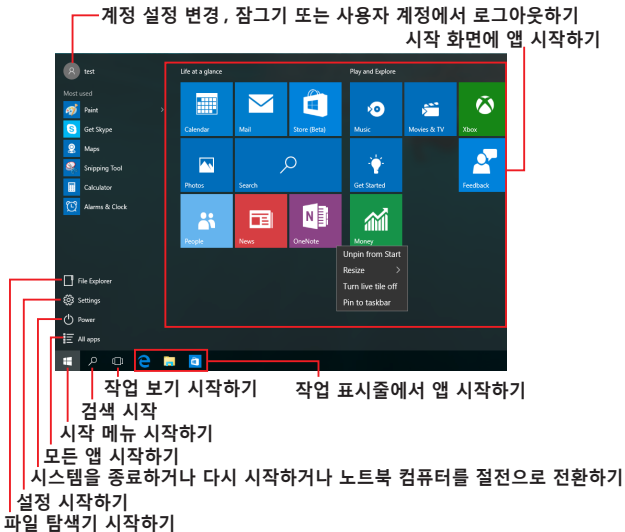 계정 설정 변경, 잠그기 또는 사용자 계정에서 로그아웃하기
시작 화면에 앱 시작하기
test
Life at a glance
Play and Explore
Most used
Paint
Get Skype
Maps
Snipping Tool
Calculator
Alarms & Clock
Calendar
Mail
Store (Beta)
Music
Movies & TV
Xbox
Photos
Search
Get Started
Feedback
People
News
OneNote
Money
Unpin from Start
Resize
Turn live tile off
Pin to taskbar
File Explorer
Settings
Power
All apps
작업 보기 시작하기
작업 표시줄에서 앱 시작하기
검색 시작
시작 메뉴 시작하기
모든 앱 시작하기
시스템을 종료하거나 다시 시작하거나 노트북 컴퓨터를 절전으로 전환하기
설정 시작하기
파일 탐색기 시작하기